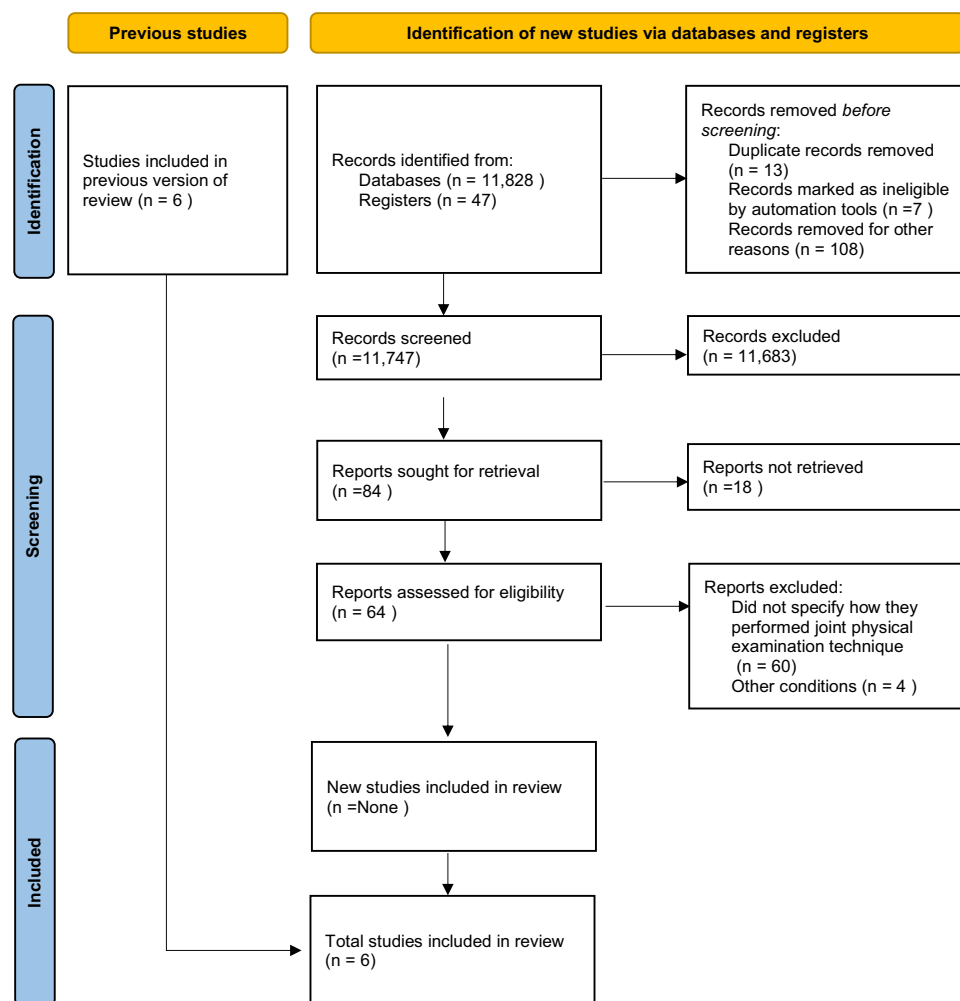 Previous studies
Identification of new studies via databases and registers
Identification
Studies included in
previous version of
review (n = 6 )
Records identified from:
Databases (n = 11,828 )
Registers (n = 47)
Records removed before
screening:
Duplicate records removed
(n = 13)
Records marked as ineligible
by automation tools (n =7 )
Records removed for other
reasons (n = 108)
Screening
Records screened
(n =11,747)
Records excluded
(n = 11,683)
Reports sought for retrieval
(n =84 )
Reports not retrieved
(n =18 )
Reports assessed for eligibility
(n = 64 )
Reports excluded:
Did not specify how they
performed joint physical
examination technique
(n = 60)
Other conditions (n = 4 )
Included
New studies included in review
(n =None )
Total studies included in review
(n = 6)